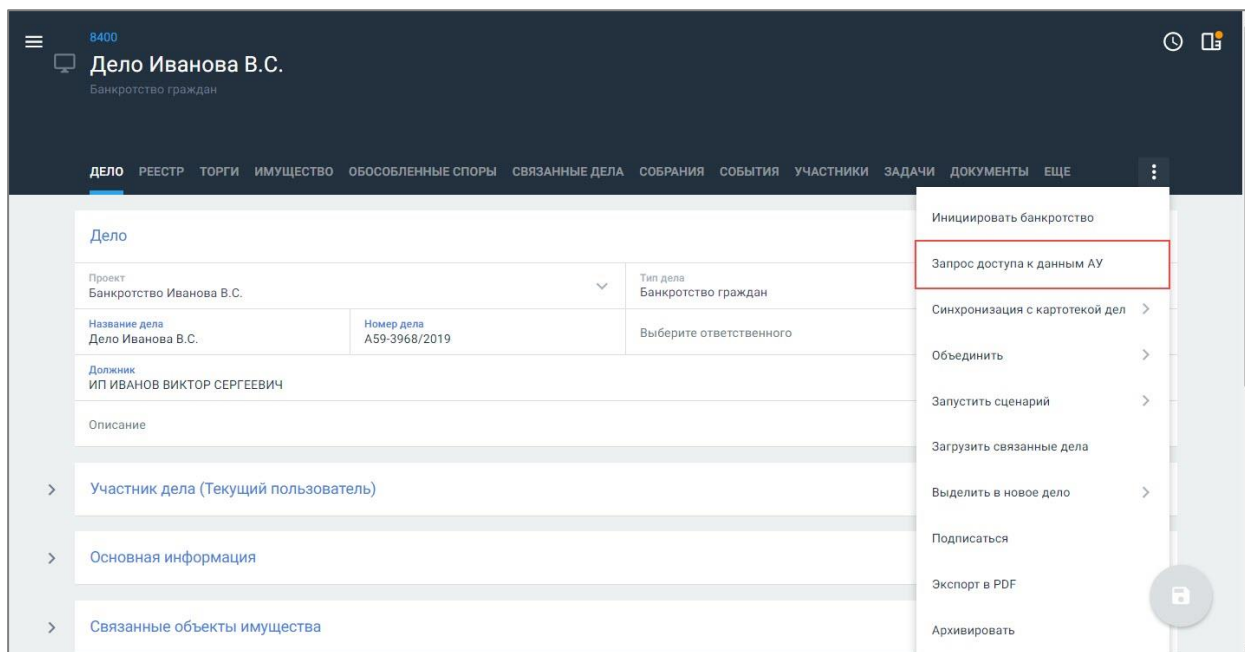 8400
Дело Иванова В.С.
Банкротство граждан
ДЕЛО РЕЕСТР ТОРГИ ИМУЩЕСТВО ОБОСОБЛЕННЫЕ СПОРЫ СВЯЗАННЫЕ ДЕЛА СОБРАНИЯ СОБЫТИЯ УЧАСТНИКИ ЗАДАЧИ ДОКУМЕНТЫ ЕЩЕ
Дело
Проект
Банкротство Иванова В.С.
Тип дела
Банкротство граждан
Название дела
Дело Иванова В.С.
Номер дела
А59-3968/2019
Выберите ответственного
Должник
ИП ИВАНОВ ВИКТОР СЕРГЕЕВИЧ
Описание
Участник дела (Текущий пользователь)
Основная информация
Связанные объекты имущества
Инициировать банкротство
Запрос доступа к данным АУ
Синхронизация с картотекой дел
Объединить
Запустить сценарий
Загрузить связанные дела
Выделить в новое дело
Подписаться
Экспорт в PDF
Архивировать